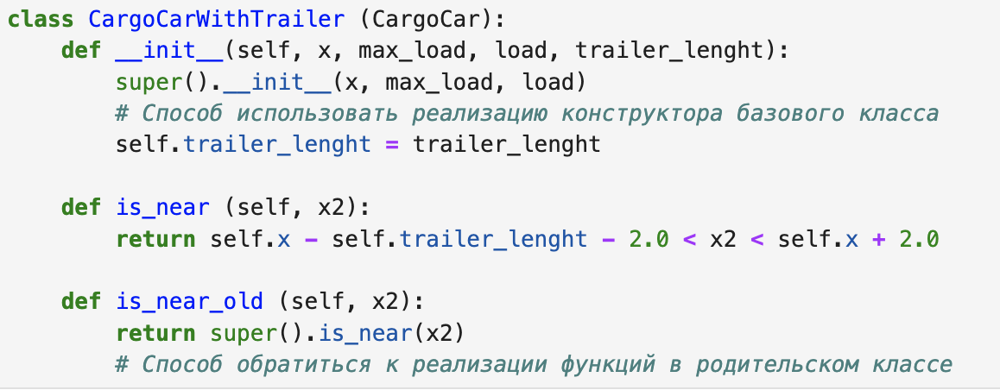 class CargoCarWithTrailer (CargoCar):
    def __init__(self, x, max_load, load, trailer_lenght):
        super().__init__(x, max_load, load)
        # Способ использовать реализацию конструктора базового класса
        self.trailer_lenght = trailer_lenght
    def is_near (self, x2):
        return self.x - self.trailer_lenght - 2.0 < x2 < self.x + 2.0
    def is_near_old (self, x2):
        return super().is_near(x2)
        # Способ обратиться к реализации функций в родительском классе